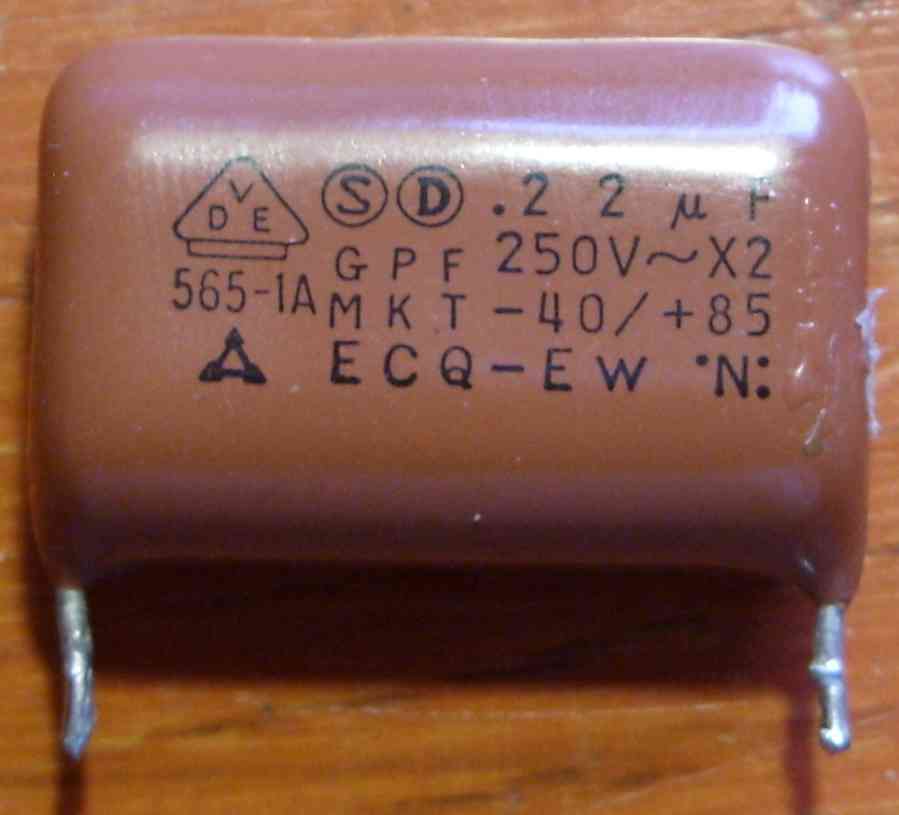 VDE Ⓢ Ⓓ .22 µF
GPF 250V~X2
565-1A MKT -40/+85
ECQ-EW N